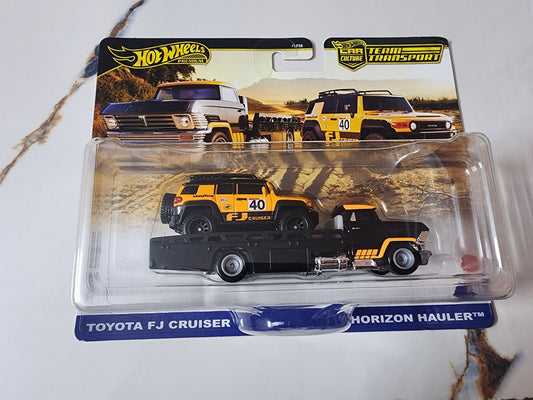 Hot Wheels
PREMIUM
CAR
CULTURE
TEAM
TRANSPORT
40
40
FJ CRUISER
TOYOTA FJ CRUISER
HORIZON HAULER™